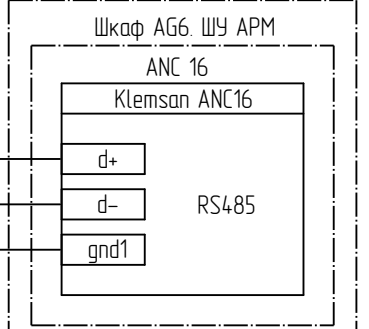 Шкаф AG6. ШУ АРМ
ANC 16
Klemsan ANC16
d+
d- RS485
gnd1